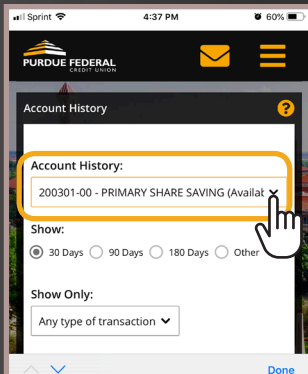 Sprint 4:37 PM 60%
PURDUE FEDERAL
CREDIT UNION
Account History
?
Account History:
200301-00 - PRIMARY SHARE SAVING (Availab
Show:
30 Days 90 Days 180 Days Other
Show Only:
Any type of transaction
Done